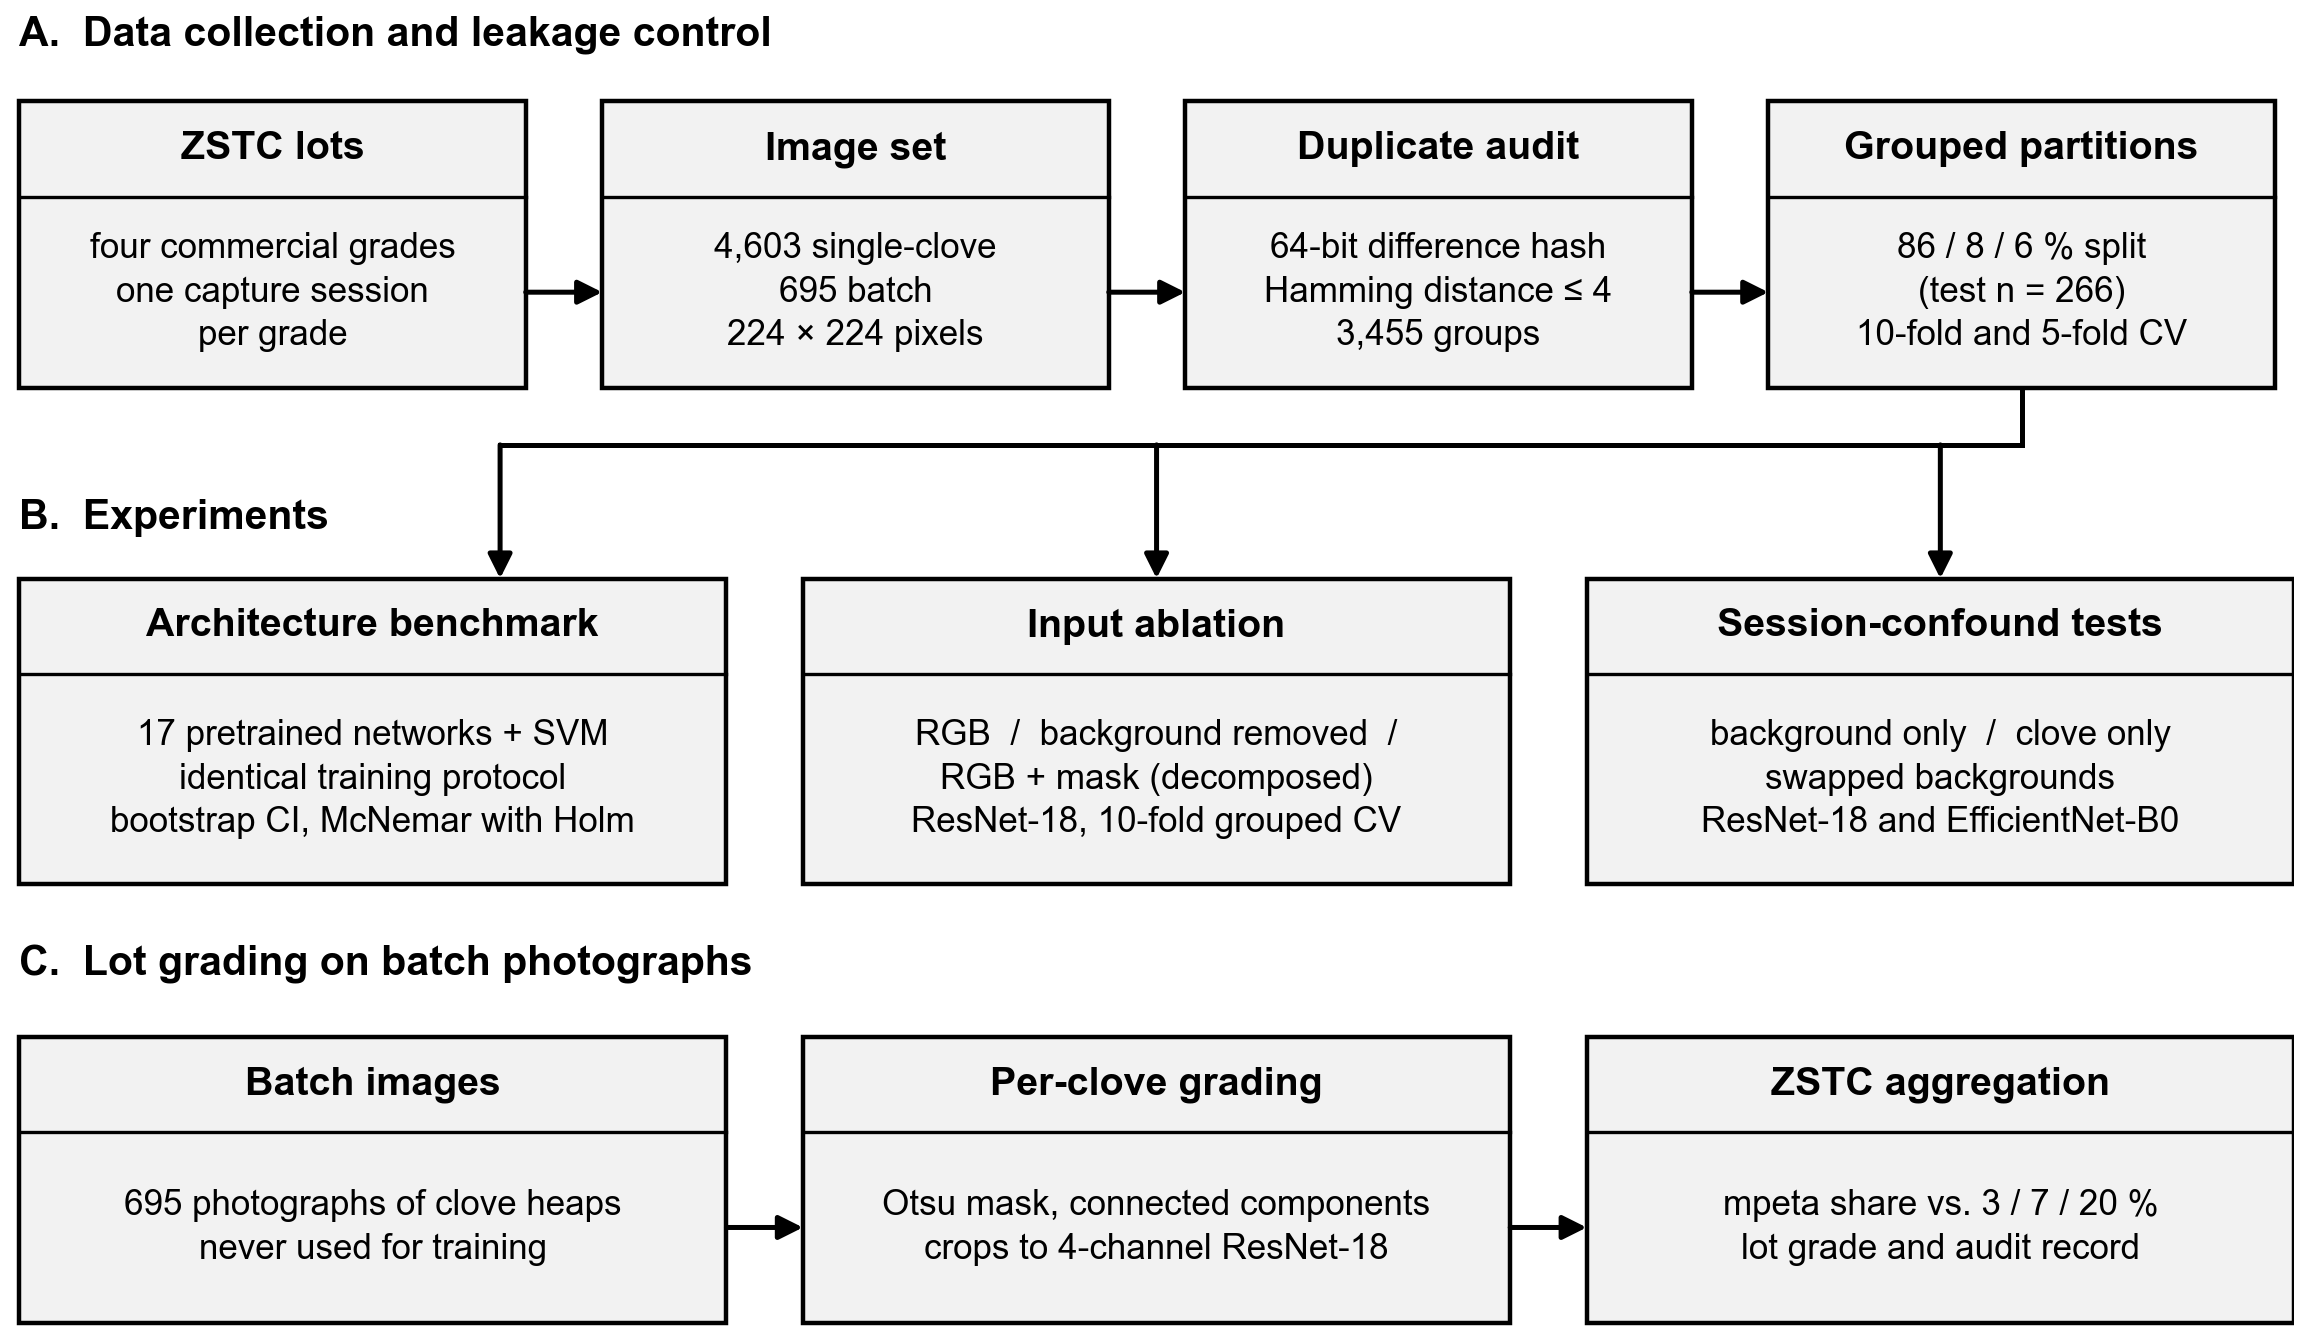 A. Data collection and leakage control
ZSTC lots
four commercial grades
one capture session
per grade
Image set
4,603 single-clove
695 batch
224 × 224 pixels
Duplicate audit
64-bit difference hash
Hamming distance ≤ 4
3,455 groups
Grouped partitions
86 / 8 / 6 % split
(test n = 266)
10-fold and 5-fold CV
B. Experiments
Architecture benchmark
17 pretrained networks + SVM
identical training protocol
bootstrap CI, McNemar with Holm
Input ablation
RGB / background removed /
RGB + mask (decomposed)
ResNet-18, 10-fold grouped CV
Session-confound tests
background only / clove only
swapped backgrounds
ResNet-18 and EfficientNet-B0
C. Lot grading on batch photographs
Batch images
695 photographs of clove heaps
never used for training
Per-clove grading
Otsu mask, connected components
crops to 4-channel ResNet-18
ZSTC aggregation
mpeta share vs. 3 / 7 / 20 %
lot grade and audit record